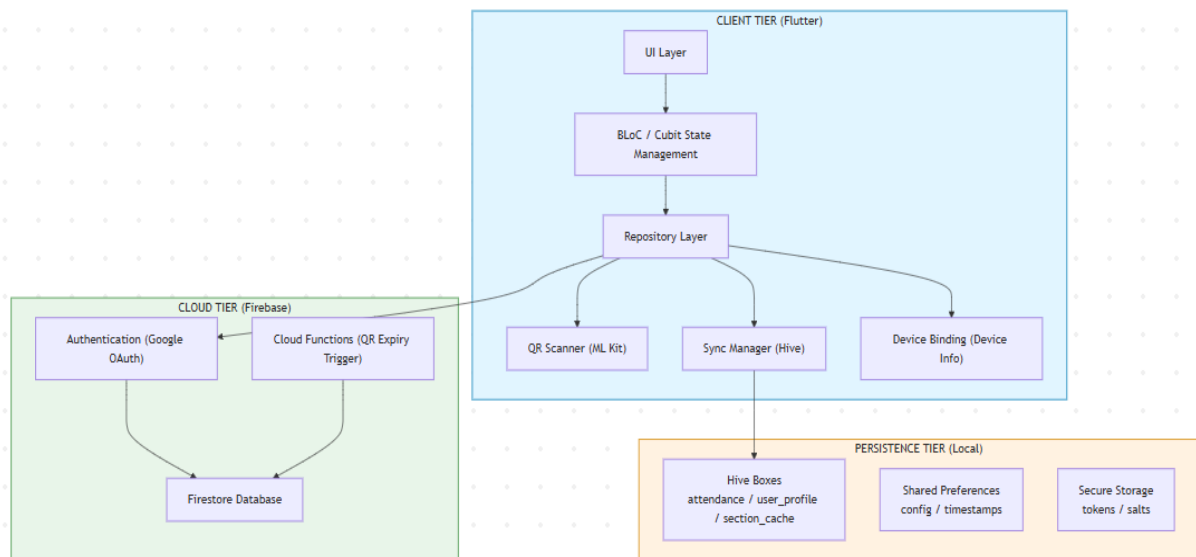 CLIENT TIER (Flutter)
UI Layer
BLoC / Cubit State
Management
Repository Layer
CLOUD TIER (Firebase)
Authentication (Google
OAuth)
Cloud Functions (QR Expiry
Trigger)
QR Scanner (ML Kit)
Sync Manager (Hive)
Device Binding (Device
Info)
Firestore Database
PERSISTENCE TIER (Local)
Hive Boxes
attendance / user_profile
/ section_cache
Shared Preferences
config / timestamps
Secure Storage
tokens / salts